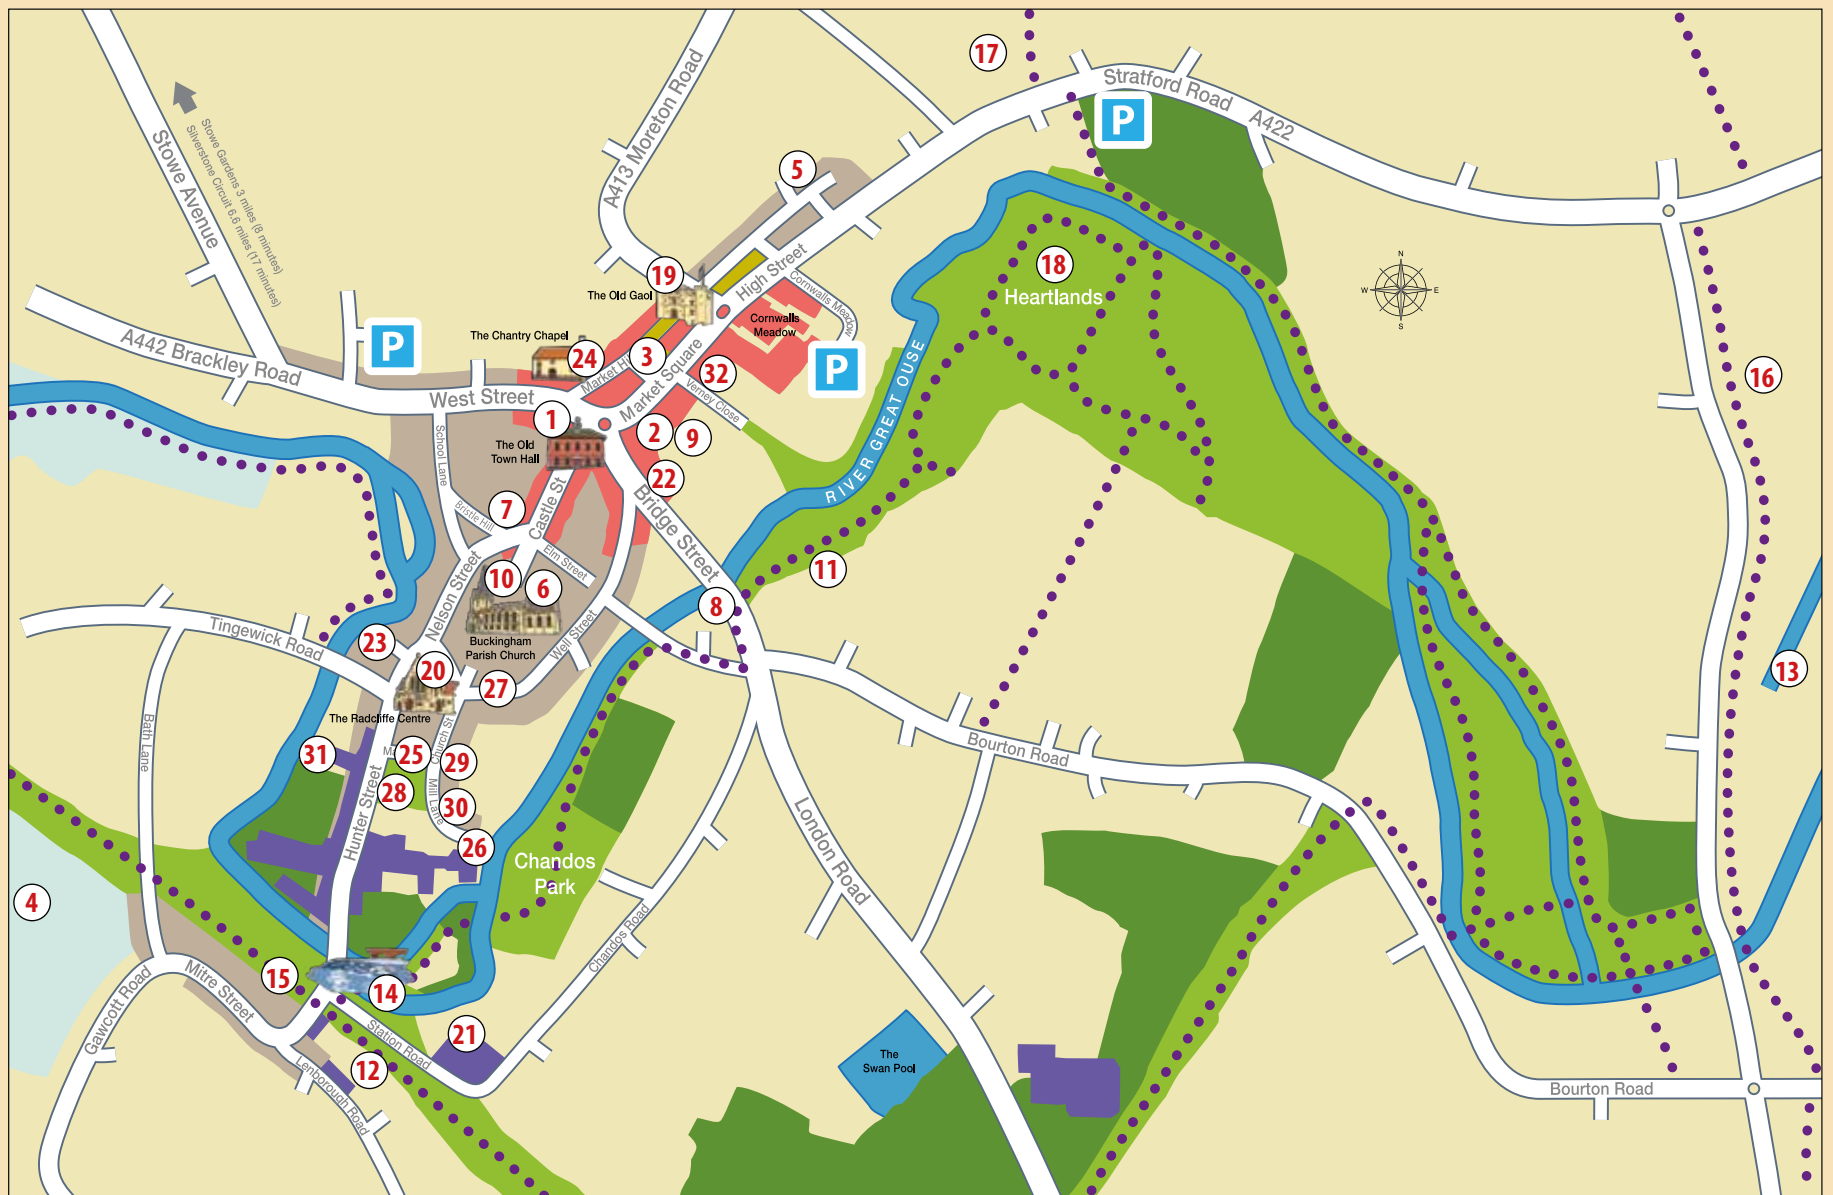 17
Stratford Road
A422
P
A413 Moreton Road
Stowe Avenue
Stowe Gardens 3 miles (8 minutes)
Silverstone Circuit 6.6 miles (17 minutes)
5
19
The Old Gaol
High Street
Cornwalls Meadow
Cornwalls
Meadow
18
Heartlands
N
W
E
S
A442 Brackley Road
P
The Chantry Chapel
24
Market Hill
3
Market Square
32
P
Verney Close
16
West Street
1
The Old
Town Hall
2
9
22
RIVER GREAT OUSE
School Lane
Bristle Hill
7
Castle St
Bridge Street
Elm Street
10
6
11
8
Nelson Street
Buckingham
Parish Church
Well Street
Tingewick Road
23
20
27
13
The Radcliffe Centre
Bath Lane
31
25
Church St
29
28
Mill Lane
30
Hunter Street
26
Bourton Road
London Road
Chandos
Park
4
Chandos Road
15
14
Mitre Street
Gawcott Road
Station Road
21
12
Lenborough Road
The
Swan Pool
Bourton Road